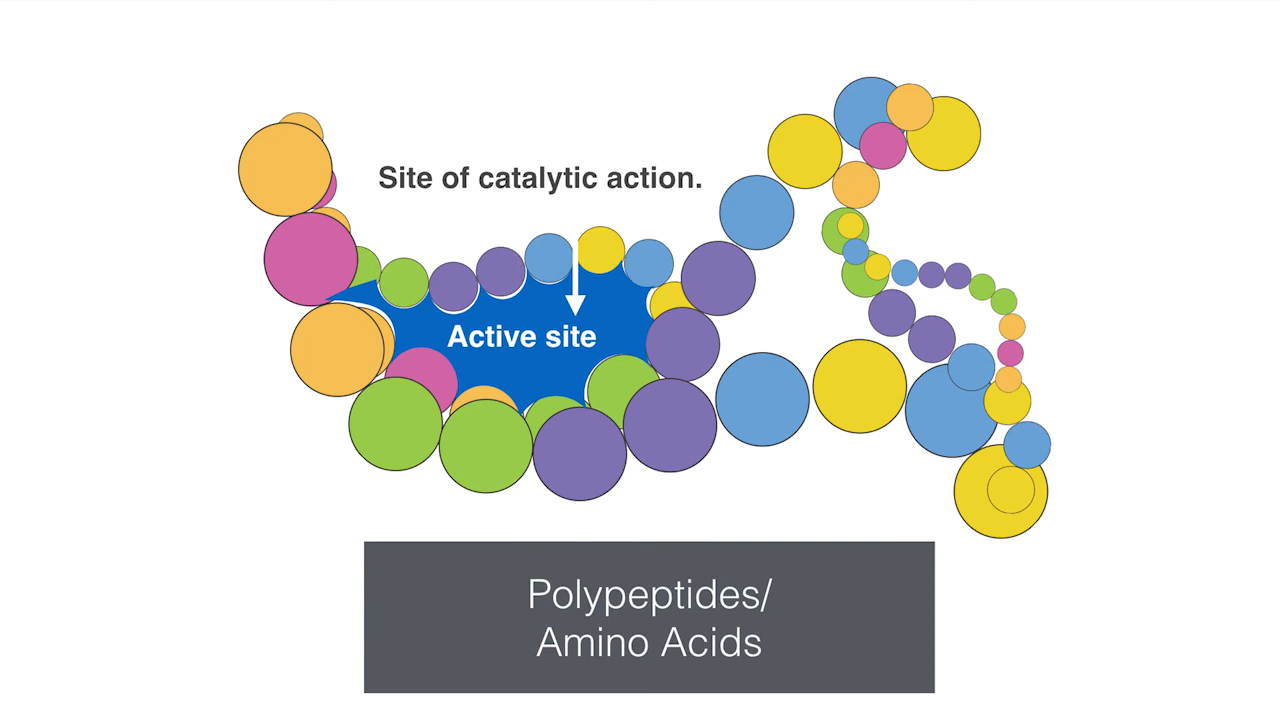 Site of catalytic action.
Active site
Polypeptides/
Amino Acids